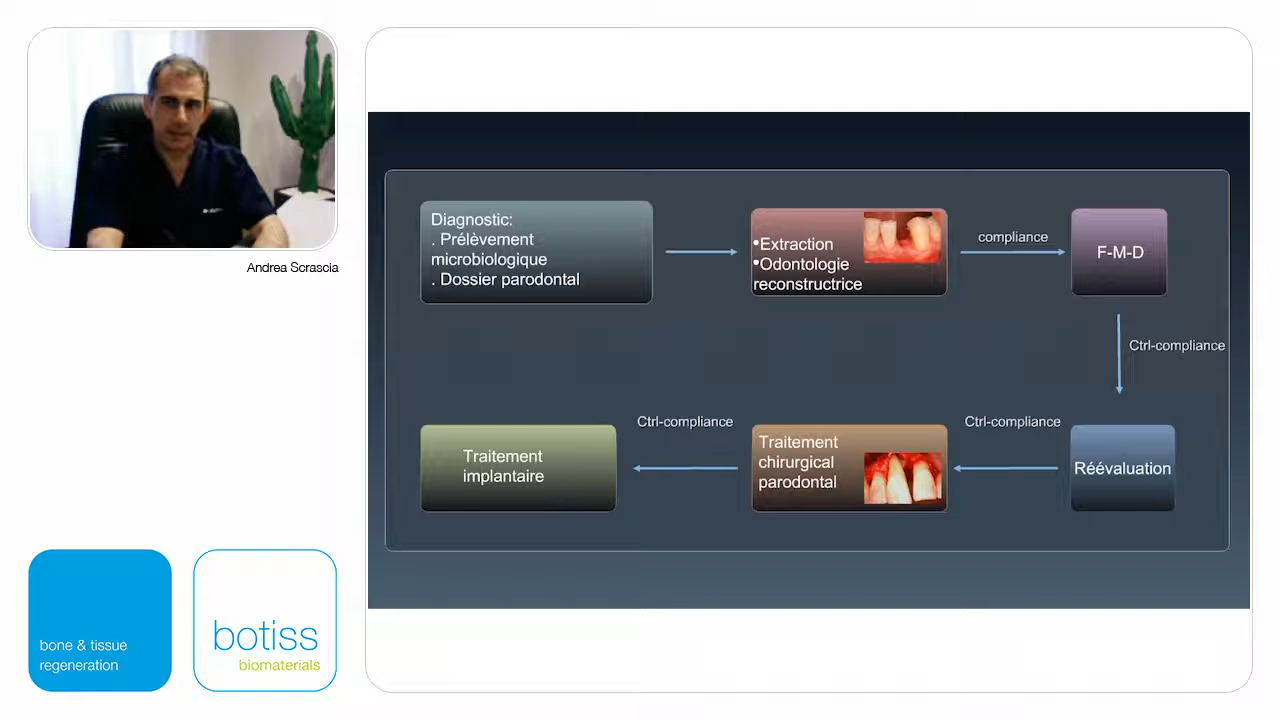 Andrea Scrascia
Diagnostic:
. Prélèvement
microbiologique
. Dossier parodontal
•Extraction
•Odontologie
reconstructrice
compliance
F-M-D
Ctrl-compliance
Réévaluation
Ctrl-compliance
Traitement
chirurgical
parodontal
Ctrl-compliance
Traitement
implantaire
bone & tissue
regeneration
botiss
biomaterials